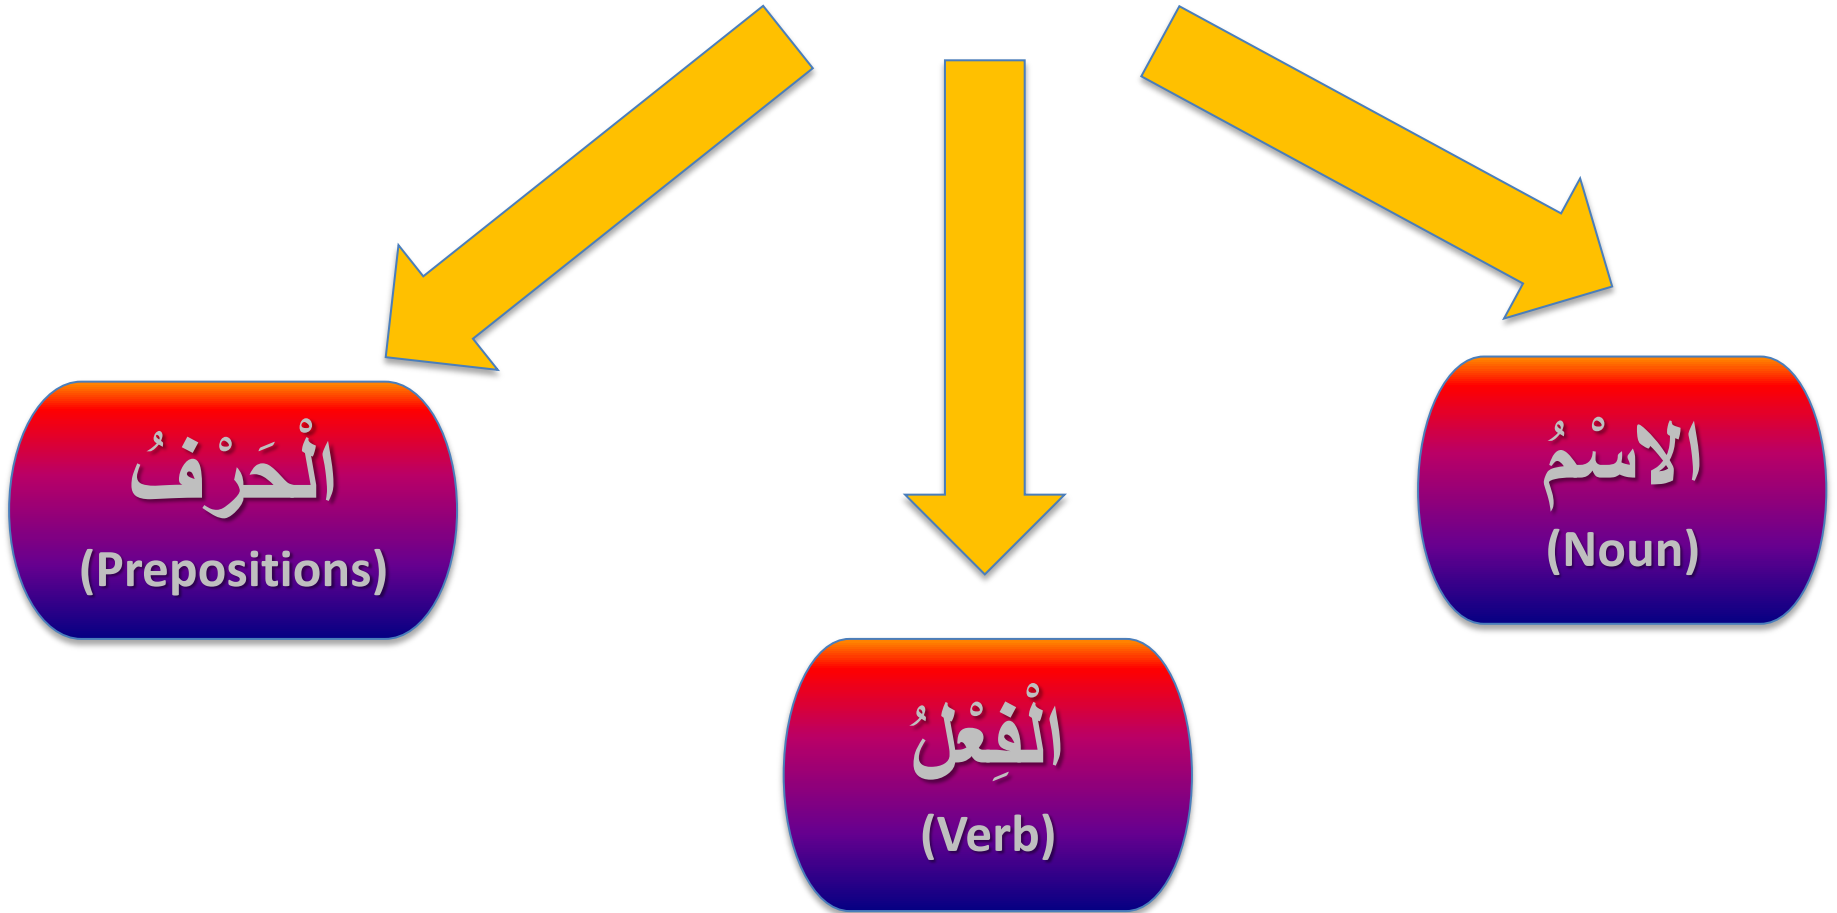 الْحَرْفُ
(Prepositions)
الاسْمُ
(Noun)
الْفِعْلُ
(Verb)